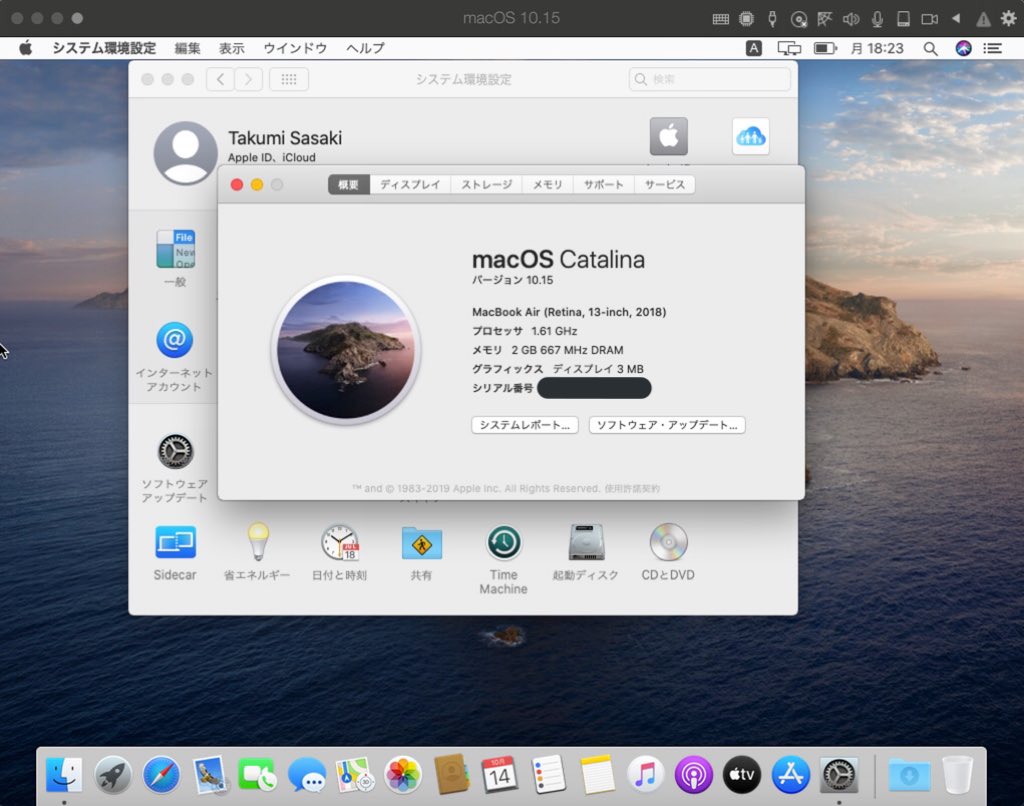 macOS 10.15
システム環境設定 編集 表示 ウインドウ ヘルプ
A 月 18:23
システム環境設定
検索
Takumi Sasaki
Apple ID、iCloud
概要 ディスプレイ ストレージ メモリ サポート サービス
macOS Catalina
バージョン 10.15
MacBook Air (Retina, 13-inch, 2018)
プロセッサ 1.61 GHz
メモリ 2 GB 667 MHz DRAM
グラフィックス ディスプレイ 3 MB
シリアル番号
システムレポート... ソフトウェア・アップデート...
™ and © 1983-2019 Apple Inc. All Rights Reserved. 使用許諾契約
File
New
Ope
一般
@
インターネット
アカウント
ソフトウェア
アップデート
JUL
18
Sidecar 省エネルギー 日付と時刻 共有 Time
Machine
起動ディスク CDとDVD
10月
14
tv